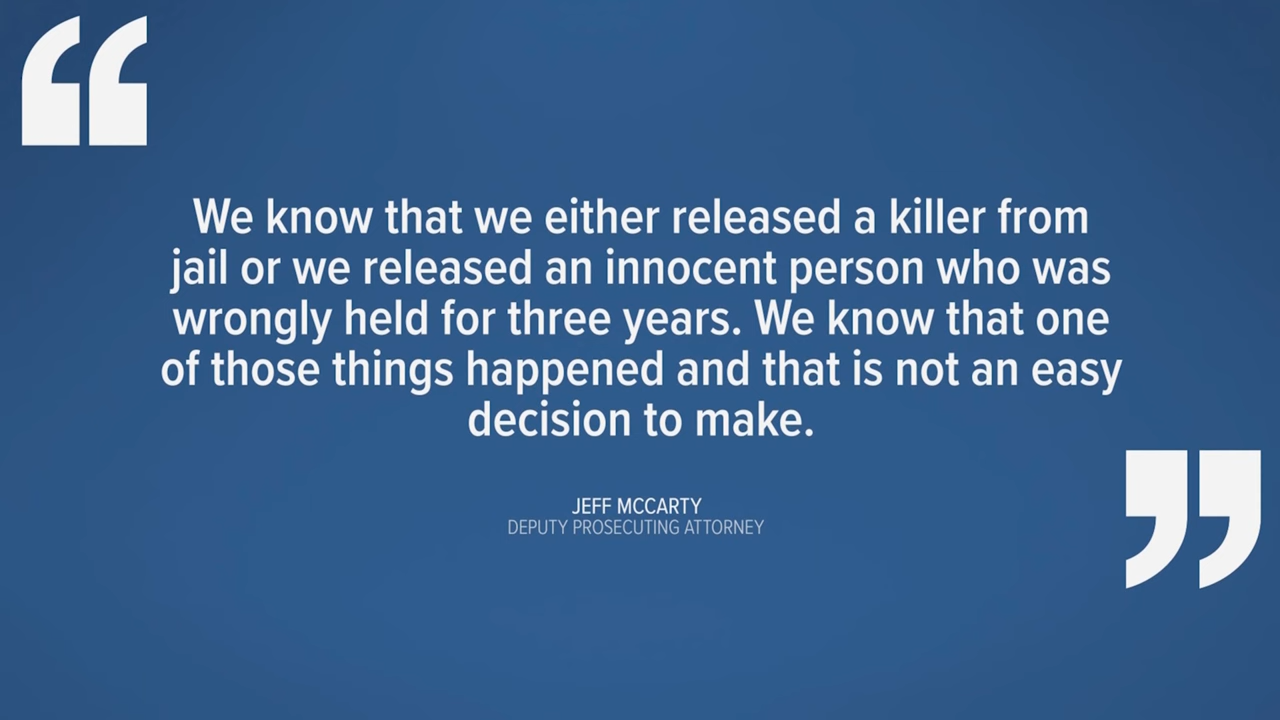 We know that we either released a killer from
jail or we released an innocent person who was
wrongly held for three years. We know that one
of those things happened and that is not an easy
decision to make.
JEFF MCCARTY
DEPUTY PROSECUTING ATTORNEY